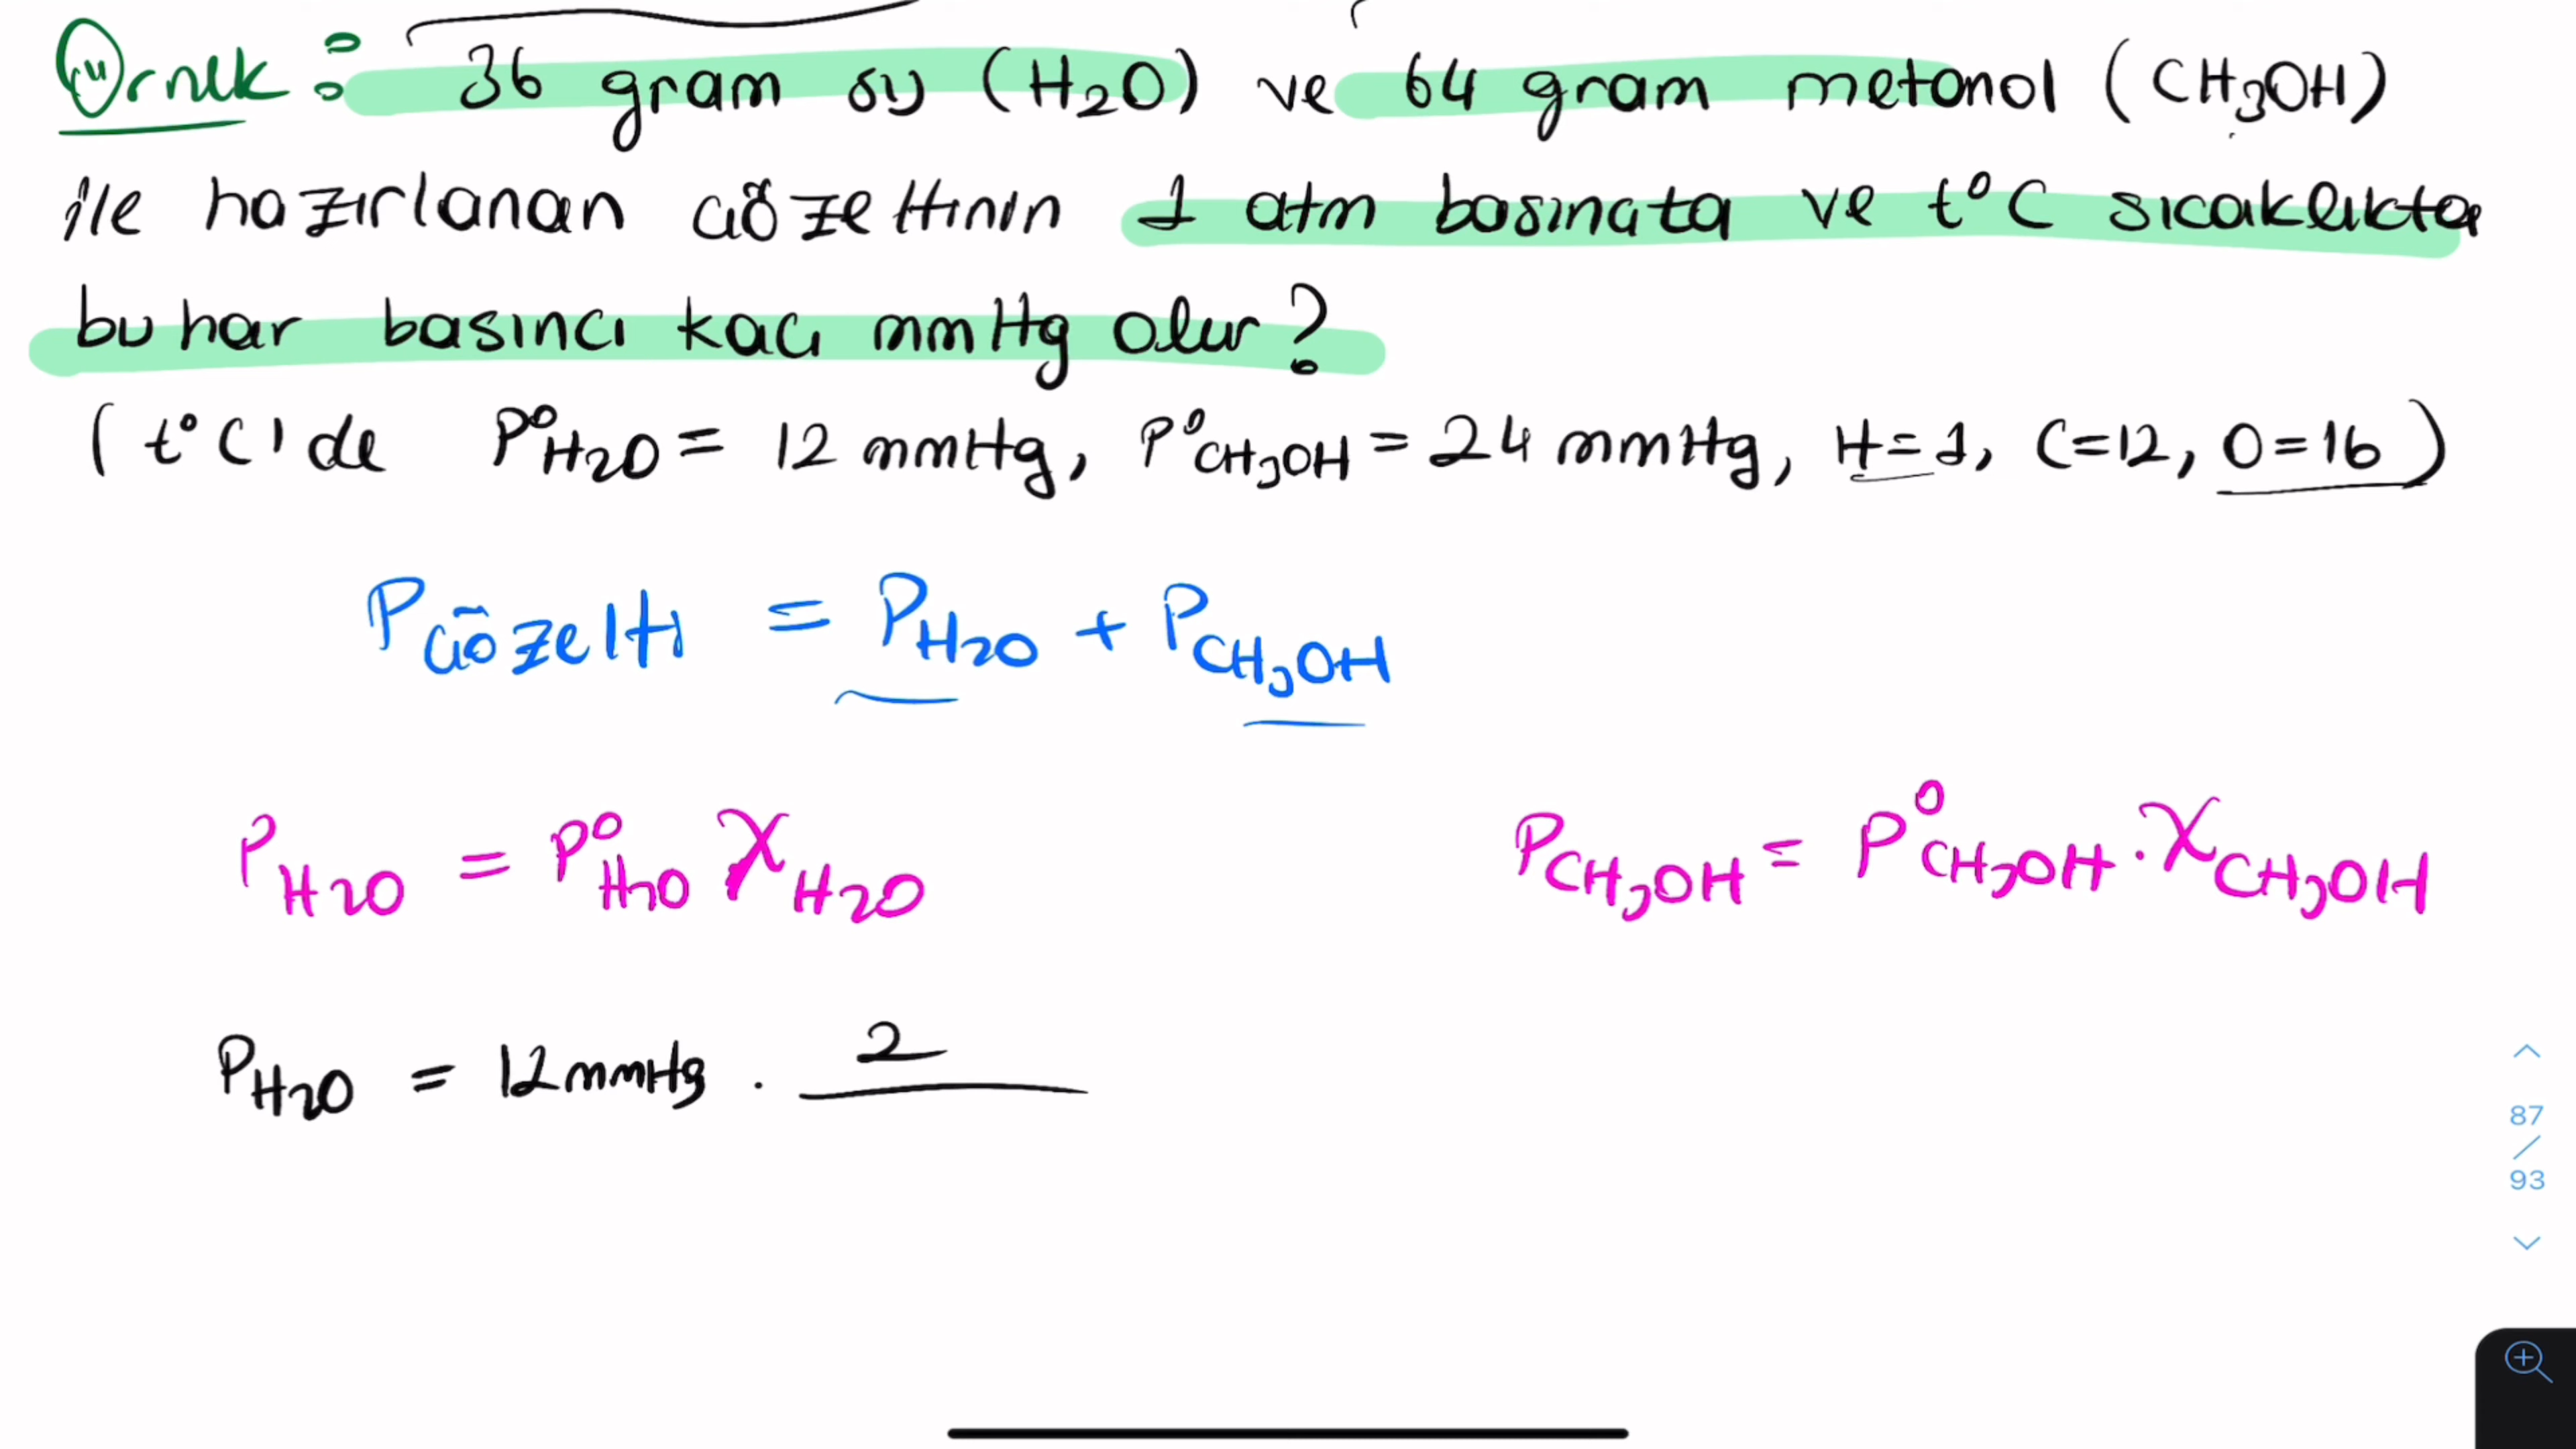 Örnek : 36 gram su (H₂O) ve 64 gram metanol (CH₃OH)
ile hazırlanan çözeltinin 1 atm basınçta ve t°C sıcaklıkta
buhar basıncı kaç mmHg olur?
(t°C'de P°H₂O = 12 mmHg, P°CH₃OH = 24 mmHg, H=1, C=12, O=16)
Pçözelti = PH₂O + PCH₃OH
PH₂O = P°H₂O XH₂O
PCH₃OH = P°CH₃OH . XCH₃OH
PH₂O = 12 mmHg . 2
87
/
93